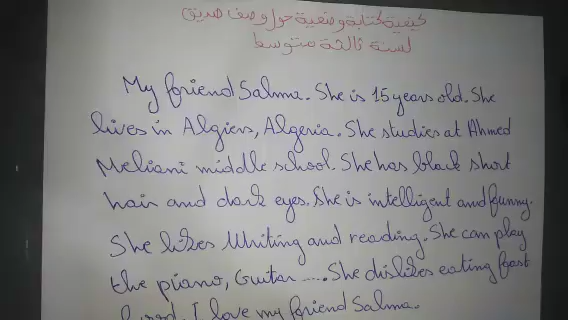 كيفية كتابة وضعية حول وصف صديق
لسنة ثالثة متوسط
My friend Salma. She is 15 years old. She
lives in Algiers, Algeria. She studies at Ahmed
Meliani middle school. She has black short
hair and dark eyes. She is intelligent and funny.
She likes Writing and reading. She can play
the piano, Guitar .... She dislikes eating fast
food. I love my friend Salma.